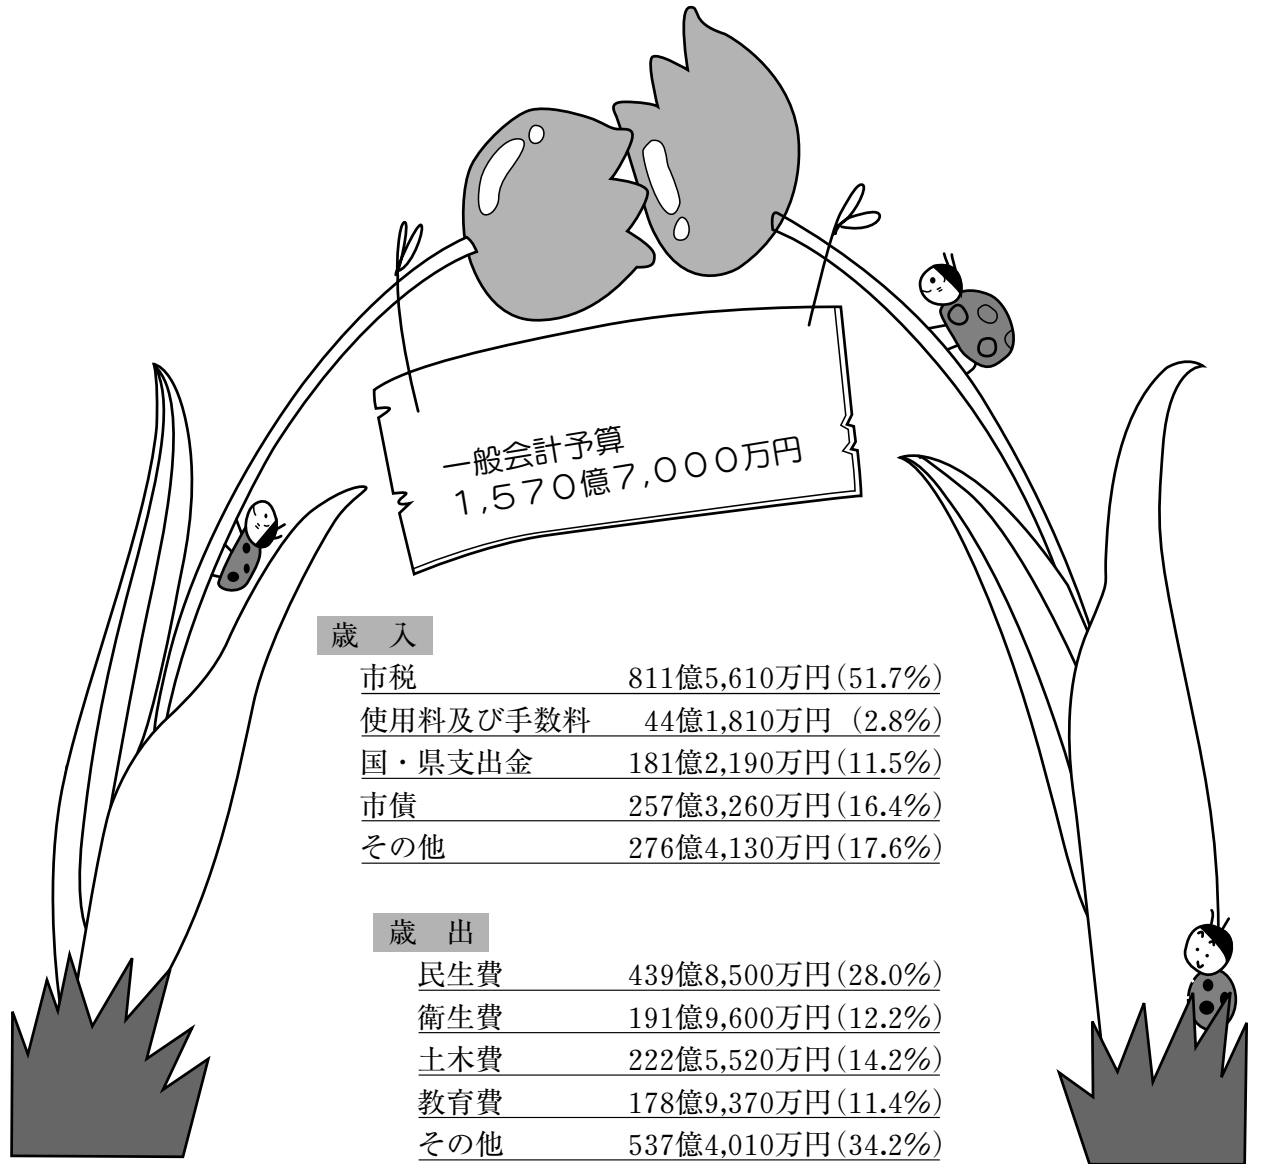 一般会計予算
1,570億7,000万円
歳　入
市税 811億5,610万円(51.7%)
使用料及び手数料 44億1,810万円 (2.8%)
国・県支出金 181億2,190万円(11.5%)
市債 257億3,260万円(16.4%)
その他 276億4,130万円(17.6%)
歳　出
民生費 439億8,500万円(28.0%)
衛生費 191億9,600万円(12.2%)
土木費 222億5,520万円(14.2%)
教育費 178億9,370万円(11.4%)
その他 537億4,010万円(34.2%)